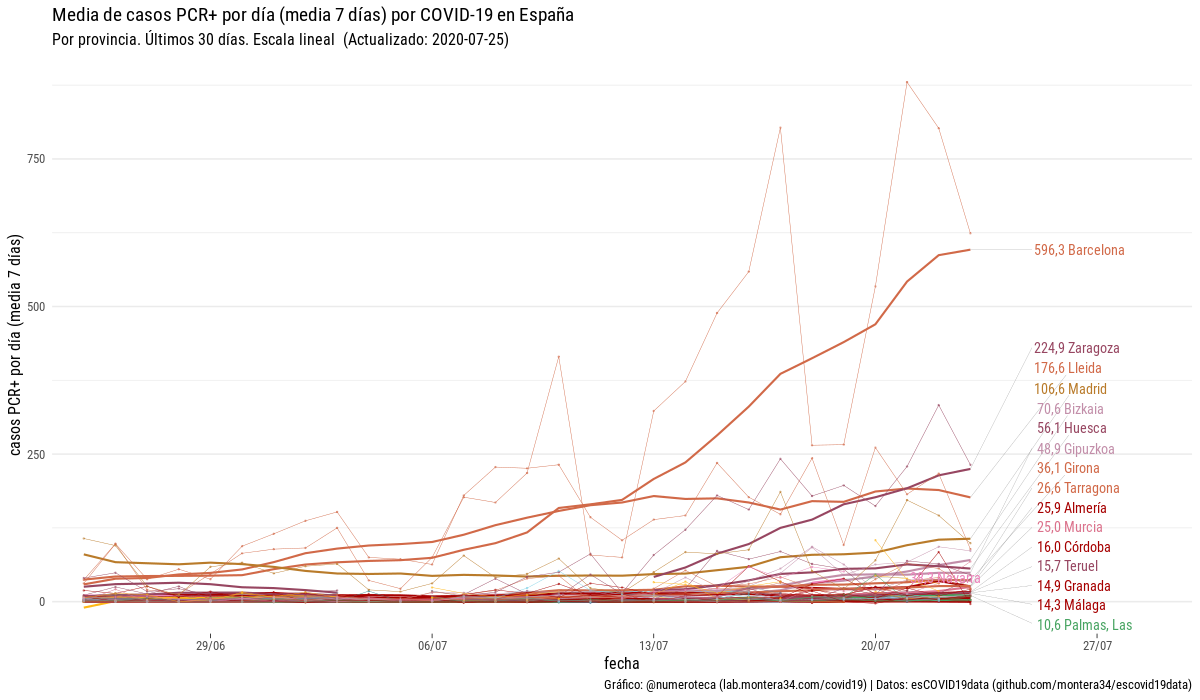 Media de casos PCR+ por día (media 7 días) por COVID-19 en España
Por provincia. Últimos 30 días. Escala lineal (Actualizado: 2020-07-25)
casos PCR+ por día (media 7 días)
750
500
250
0
596,3 Barcelona
224,9 Zaragoza
176,6 Lleida
106,6 Madrid
70,6 Bizkaia
56,1 Huesca
48,9 Gipuzkoa
36,1 Girona
26,6 Tarragona
25,9 Almería
25,0 Murcia
16,0 Córdoba
15,7 Teruel
14,9 Granada
14,3 Málaga
10,6 Palmas, Las
Navarra
29/06
06/07
13/07
20/07
27/07
fecha
Gráfico: @numeroteca (lab.montera34.com/covid19) | Datos: esCOVID19data (github.com/montera34/escovid19data)